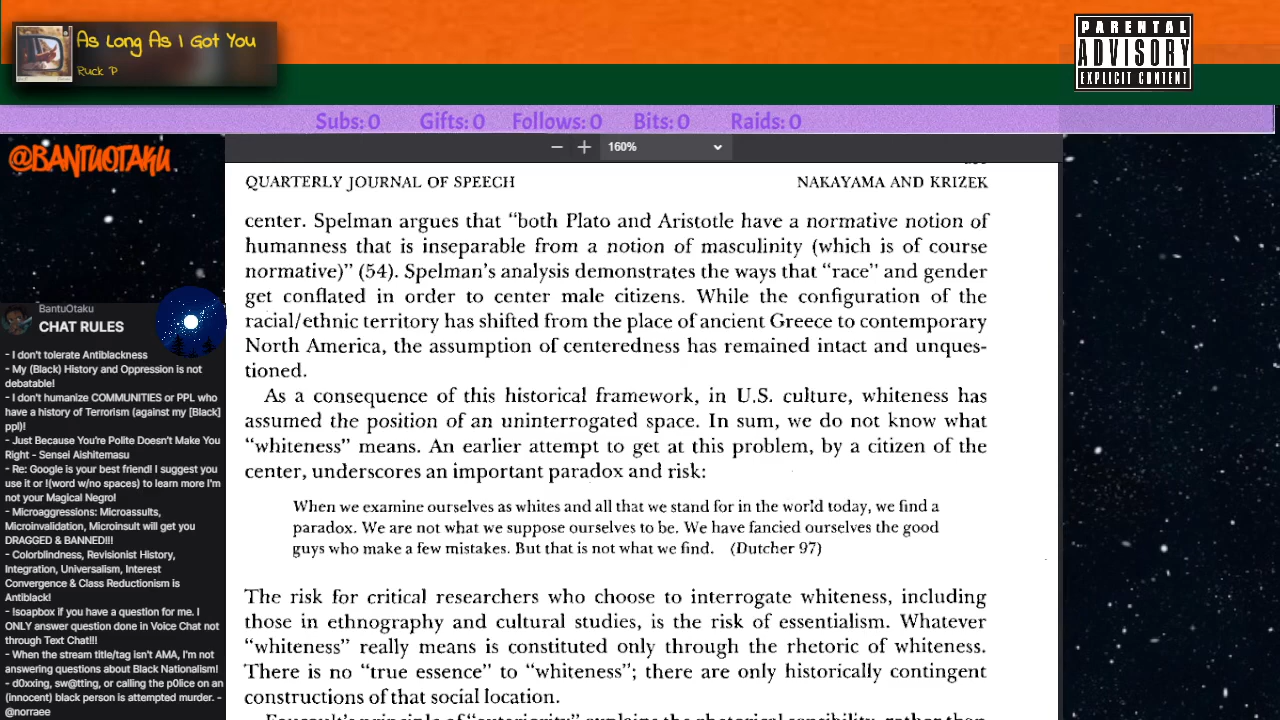 As Long As I Got You
Ruck P
PARENTAL
ADVISORY
EXPLICIT CONTENT
Subs: 0 Gifts: 0 Follows: 0 Bits: 0 Raids: 0
@BANTUOTAKU
160%
QUARTERLY JOURNAL OF SPEECH NAKAYAMA AND KRIZEK
center. Spelman argues that “both Plato and Aristotle have a normative notion of
humanness that is inseparable from a notion of masculinity (which is of course
normative)” (54). Spelman’s analysis demonstrates the ways that “race” and gender
get conflated in order to center male citizens. While the configuration of the
racial/ethnic territory has shifted from the place of ancient Greece to contemporary
North America, the assumption of centeredness has remained intact and unques-
tioned.
As a consequence of this historical framework, in U.S. culture, whiteness has
assumed the position of an uninterrogated space. In sum, we do not know what
“whiteness” means. An earlier attempt to get at this problem, by a citizen of the
center, underscores an important paradox and risk:
When we examine ourselves as whites and all that we stand for in the world today, we find a
paradox. We are not what we suppose ourselves to be. We have fancied ourselves the good
guys who make a few mistakes. But that is not what we find. (Dutcher 97)
The risk for critical researchers who choose to interrogate whiteness, including
those in ethnography and cultural studies, is the risk of essentialism. Whatever
“whiteness” really means is constituted only through the rhetoric of whiteness.
There is no “true essence” to “whiteness”; there are only historically contingent
constructions of that social location.
BantuOtaku
CHAT RULES
- I don't tolerate Antiblackness
- My (Black) History and Oppression is not
debatable!
- I don't humanize COMMUNITIES or PPL who
have a history of Terrorism (against my [Black]
ppl)!
- Just Because You're Polite Doesn't Make You
Right - Sensei Aishitemasu
- Re: Google is your best friend! I suggest you
use it or !(word w/no spaces) to learn more I'm
not your Magical Negro!
- Microaggressions: Microassults,
Microinvalidation, Microinsult will get you
DRAGGED & BANNED!!!
- Colorblindness, Revisionist History,
Integration, Universalism, Interest
Convergence & Class Reductionism is
Antiblack!
- !soapbox if you have a question for me. I
ONLY answer question done in Voice Chat not
through Text Chat!!!
- When the stream title/tag isn't AMA, I'm not
answering questions about Black Nationalism!
- d0xxing, sw@tting, or calling the p0lice on an
(innocent) black person is attempted murder. -
@norraee